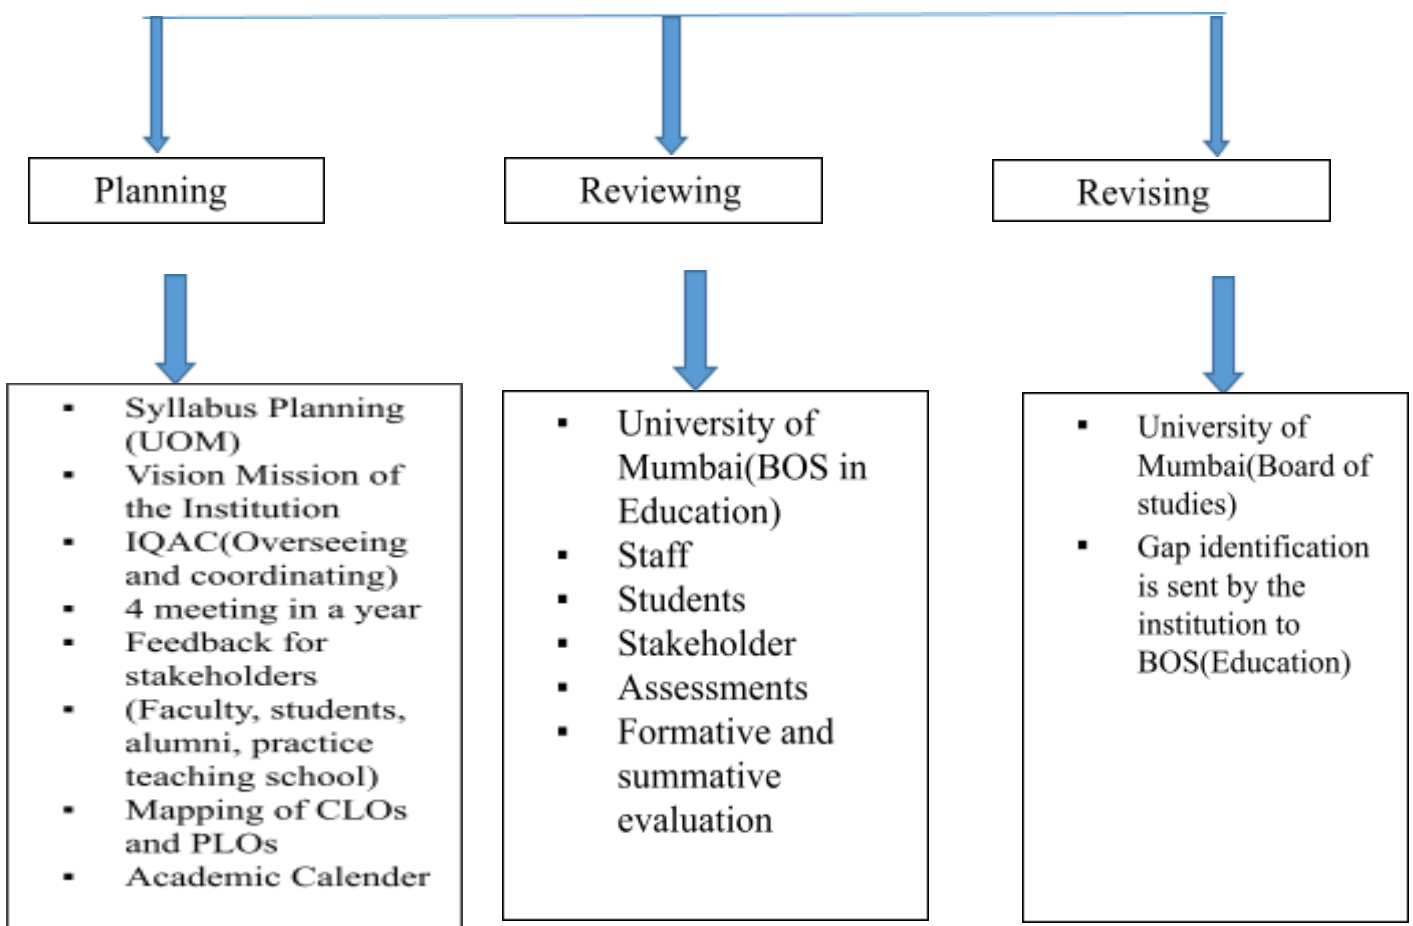 Planning
Reviewing
Revising
▪ Syllabus Planning
(UOM)
▪ Vision Mission of
the Institution
▪ IQAC(Overseeing
and coordinating)
▪ 4 meeting in a year
▪ Feedback for
stakeholders
▪ (Faculty, students,
alumni, practice
teaching school)
▪ Mapping of CLOs
and PLOs
▪ Academic Calender
▪ University of
Mumbai(BOS in
Education)
▪ Staff
▪ Students
▪ Stakeholder
▪ Assessments
▪ Formative and
summative
evaluation
▪ University of
Mumbai(Board of
studies)
▪ Gap identification
is sent by the
institution to
BOS(Education)